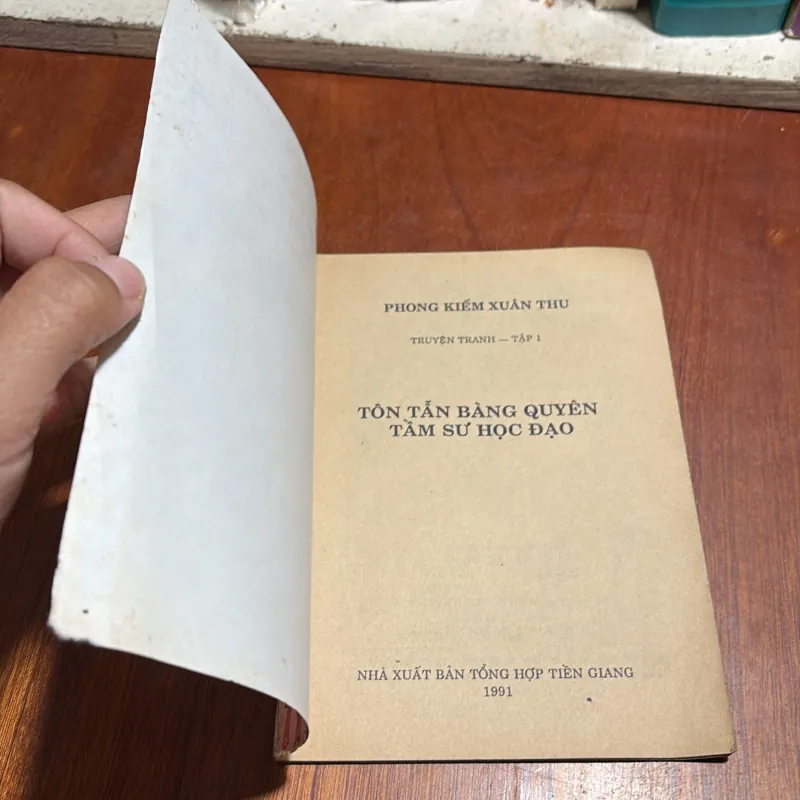 PHONG KIẾM XUÂN THU
TRUYỆN TRANH — TẬP 1
TÔN TẪN BÀNG QUYÊN
TẦM SƯ HỌC ĐẠO
NHÀ XUẤT BẢN TỔNG HỢP TIỀN GIANG
1991